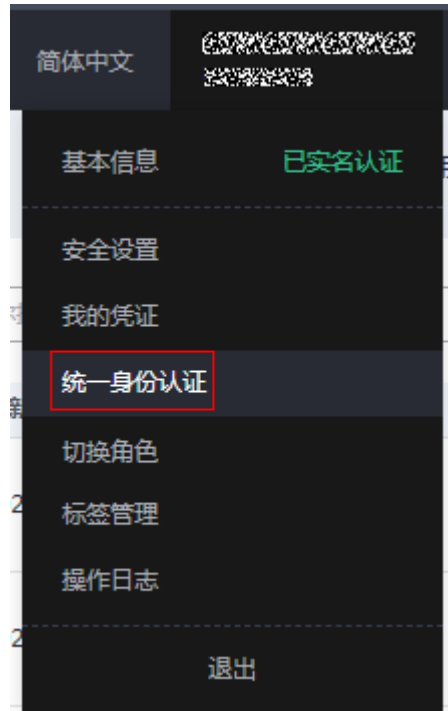 简体中文
基本信息 已实名认证
安全设置
我的凭证
统一身份认证
切换角色
标签管理
操作日志
退出
2
2